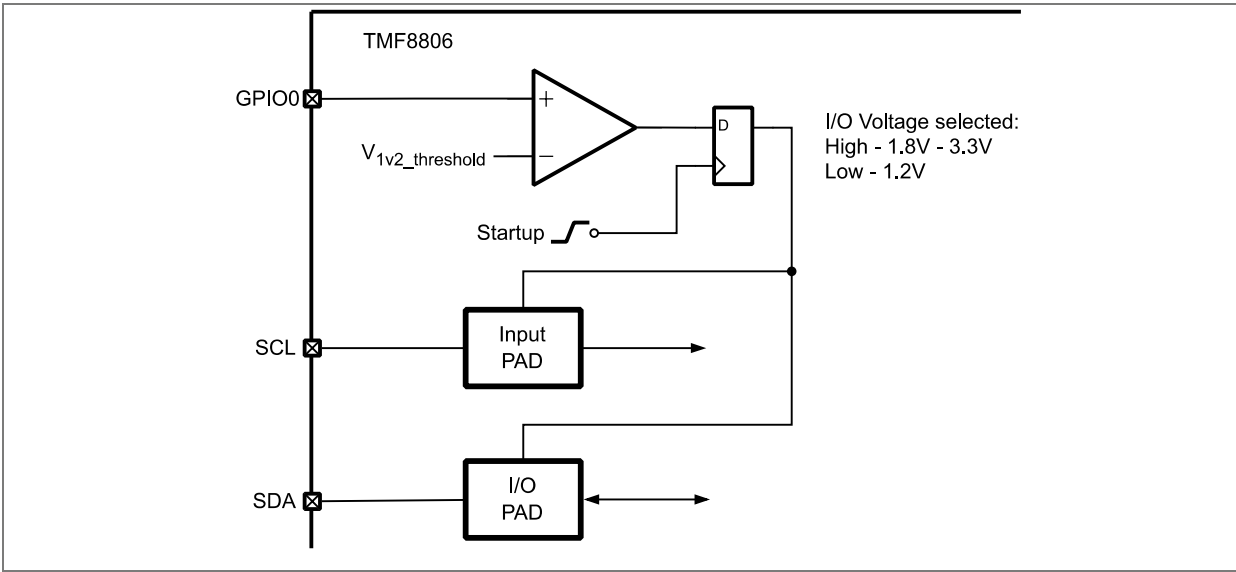 TMF8806
GPIO0
+
V1v2_threshold −
D
I/O Voltage selected:
High - 1.8V - 3.3V
Low - 1.2V
Startup
Input
PAD
SCL
I/O
PAD
SDA